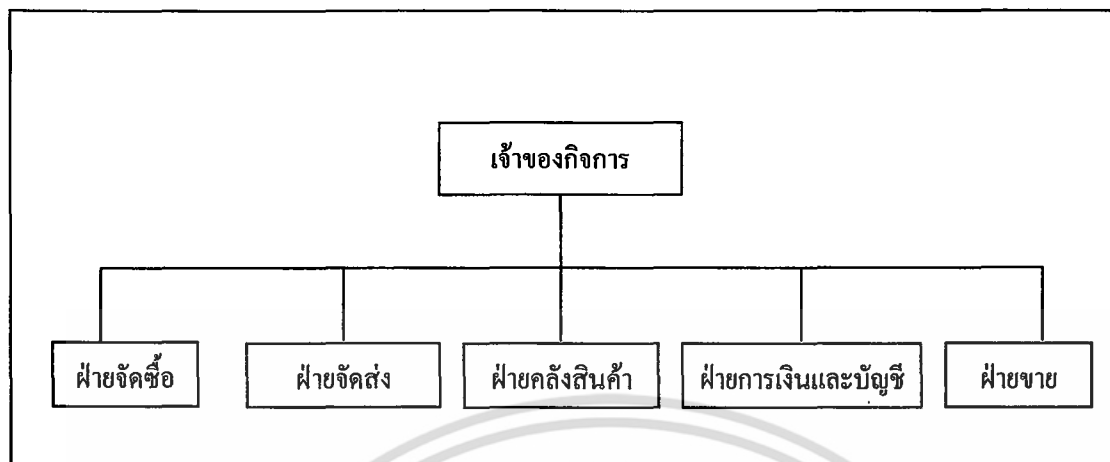 เจ้าของกิจการ
ฝ่ายจัดซื้อ
ฝ่ายจัดส่ง
ฝ่ายคลังสินค้า
ฝ่ายการเงินและบัญชี
ฝ่ายขาย